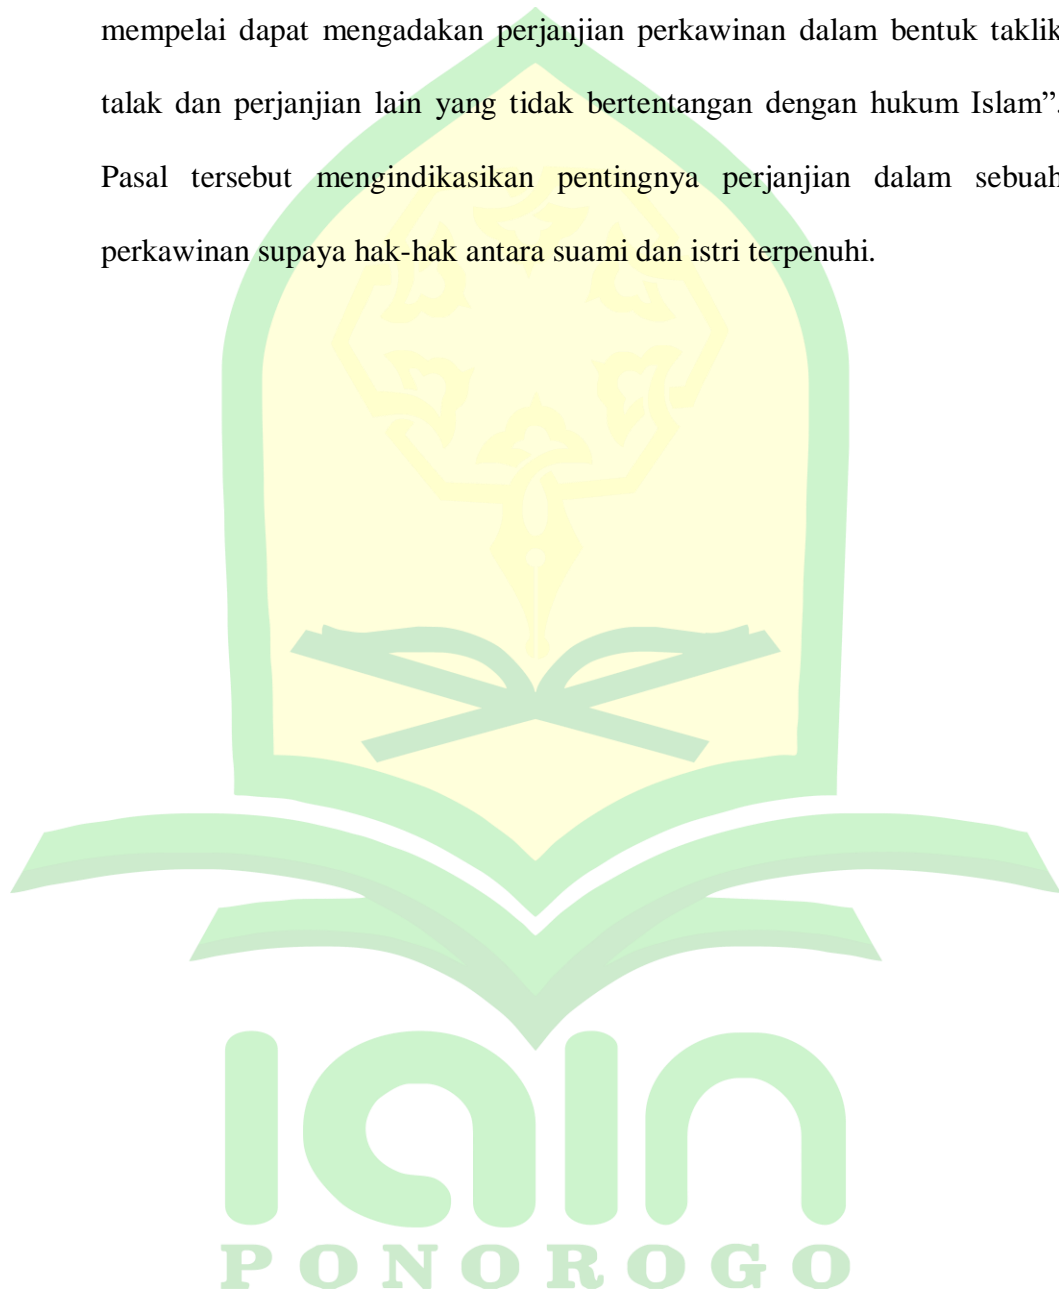 mempelai dapat mengadakan perjanjian perkawinan dalam bentuk taklik
talak dan perjanjian lain yang tidak bertentangan dengan hukum Islam”.
Pasal tersebut mengindikasikan pentingnya perjanjian dalam sebuah
perkawinan supaya hak-hak antara suami dan istri terpenuhi.
IAIN
PONOROGO